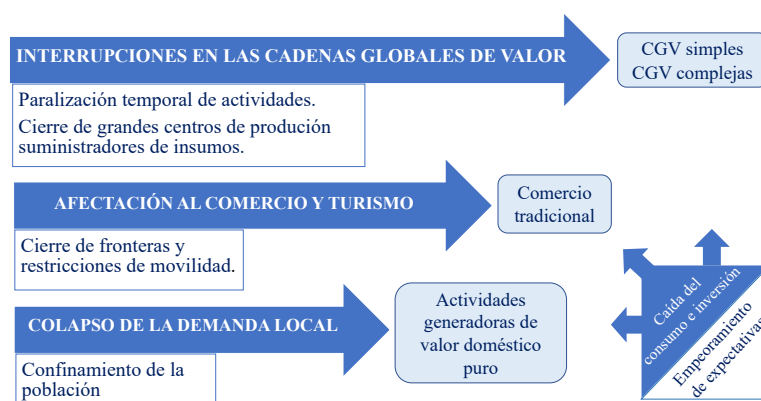 INTERRUPCIONES EN LAS CADENAS GLOBALES DE VALOR
CGV simples
CGV complejas
Paralización temporal de actividades.
Cierre de grandes centros de produción
suministradores de insumos.
AFECTACIÓN AL COMERCIO Y TURISMO
Comercio
tradicional
Cierre de fronteras y
restricciones de movilidad.
COLAPSO DE LA DEMANDA LOCAL
Actividades
generadoras de
valor doméstico
puro
Confinamiento de la
población
Caída del
consumo e inversión
Empeoramiento
de expectativas